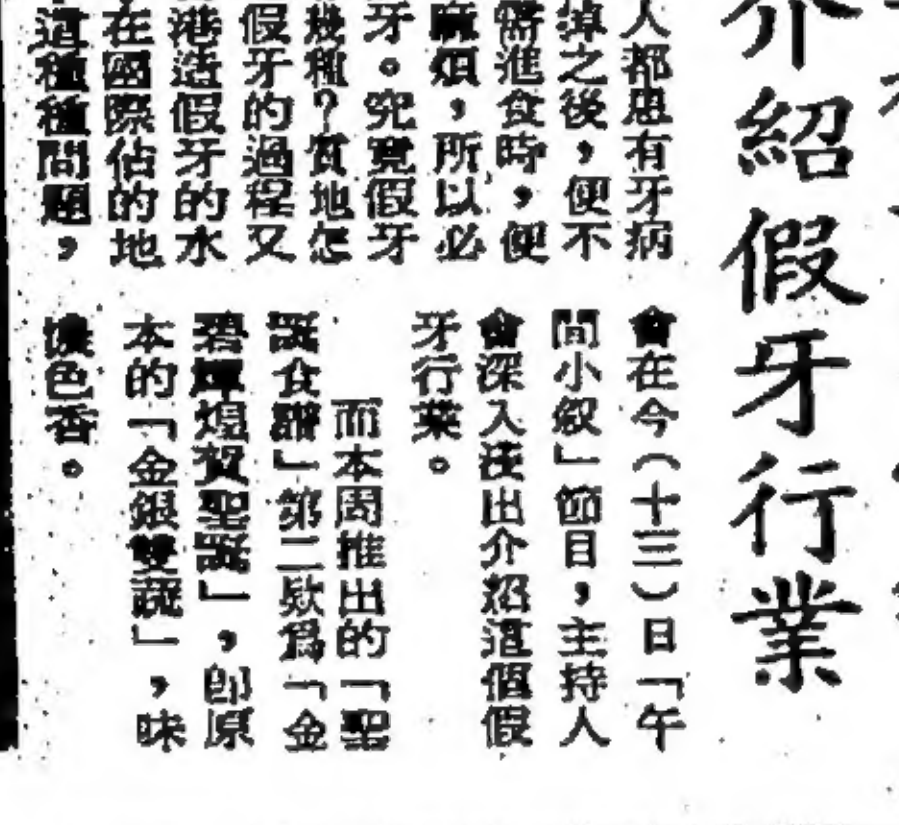 介紹假牙行業
人都患有牙病
掉之後，便不
需進食時，便
麻煩，所以必
牙。究竟假牙
幾種？質地怎
假牙的過程又
港造假牙的水
在國際佔的地
這種種問題，
會在今（十三）日「午
間小敘」節目，主持人
會深入淺出介紹這個假
牙行業。
而本周推出的「聖
誕食譜」第二款爲「金
碧輝煌賀聖誕」，卽原
本的「金銀雙蔬」，味
濃色香。